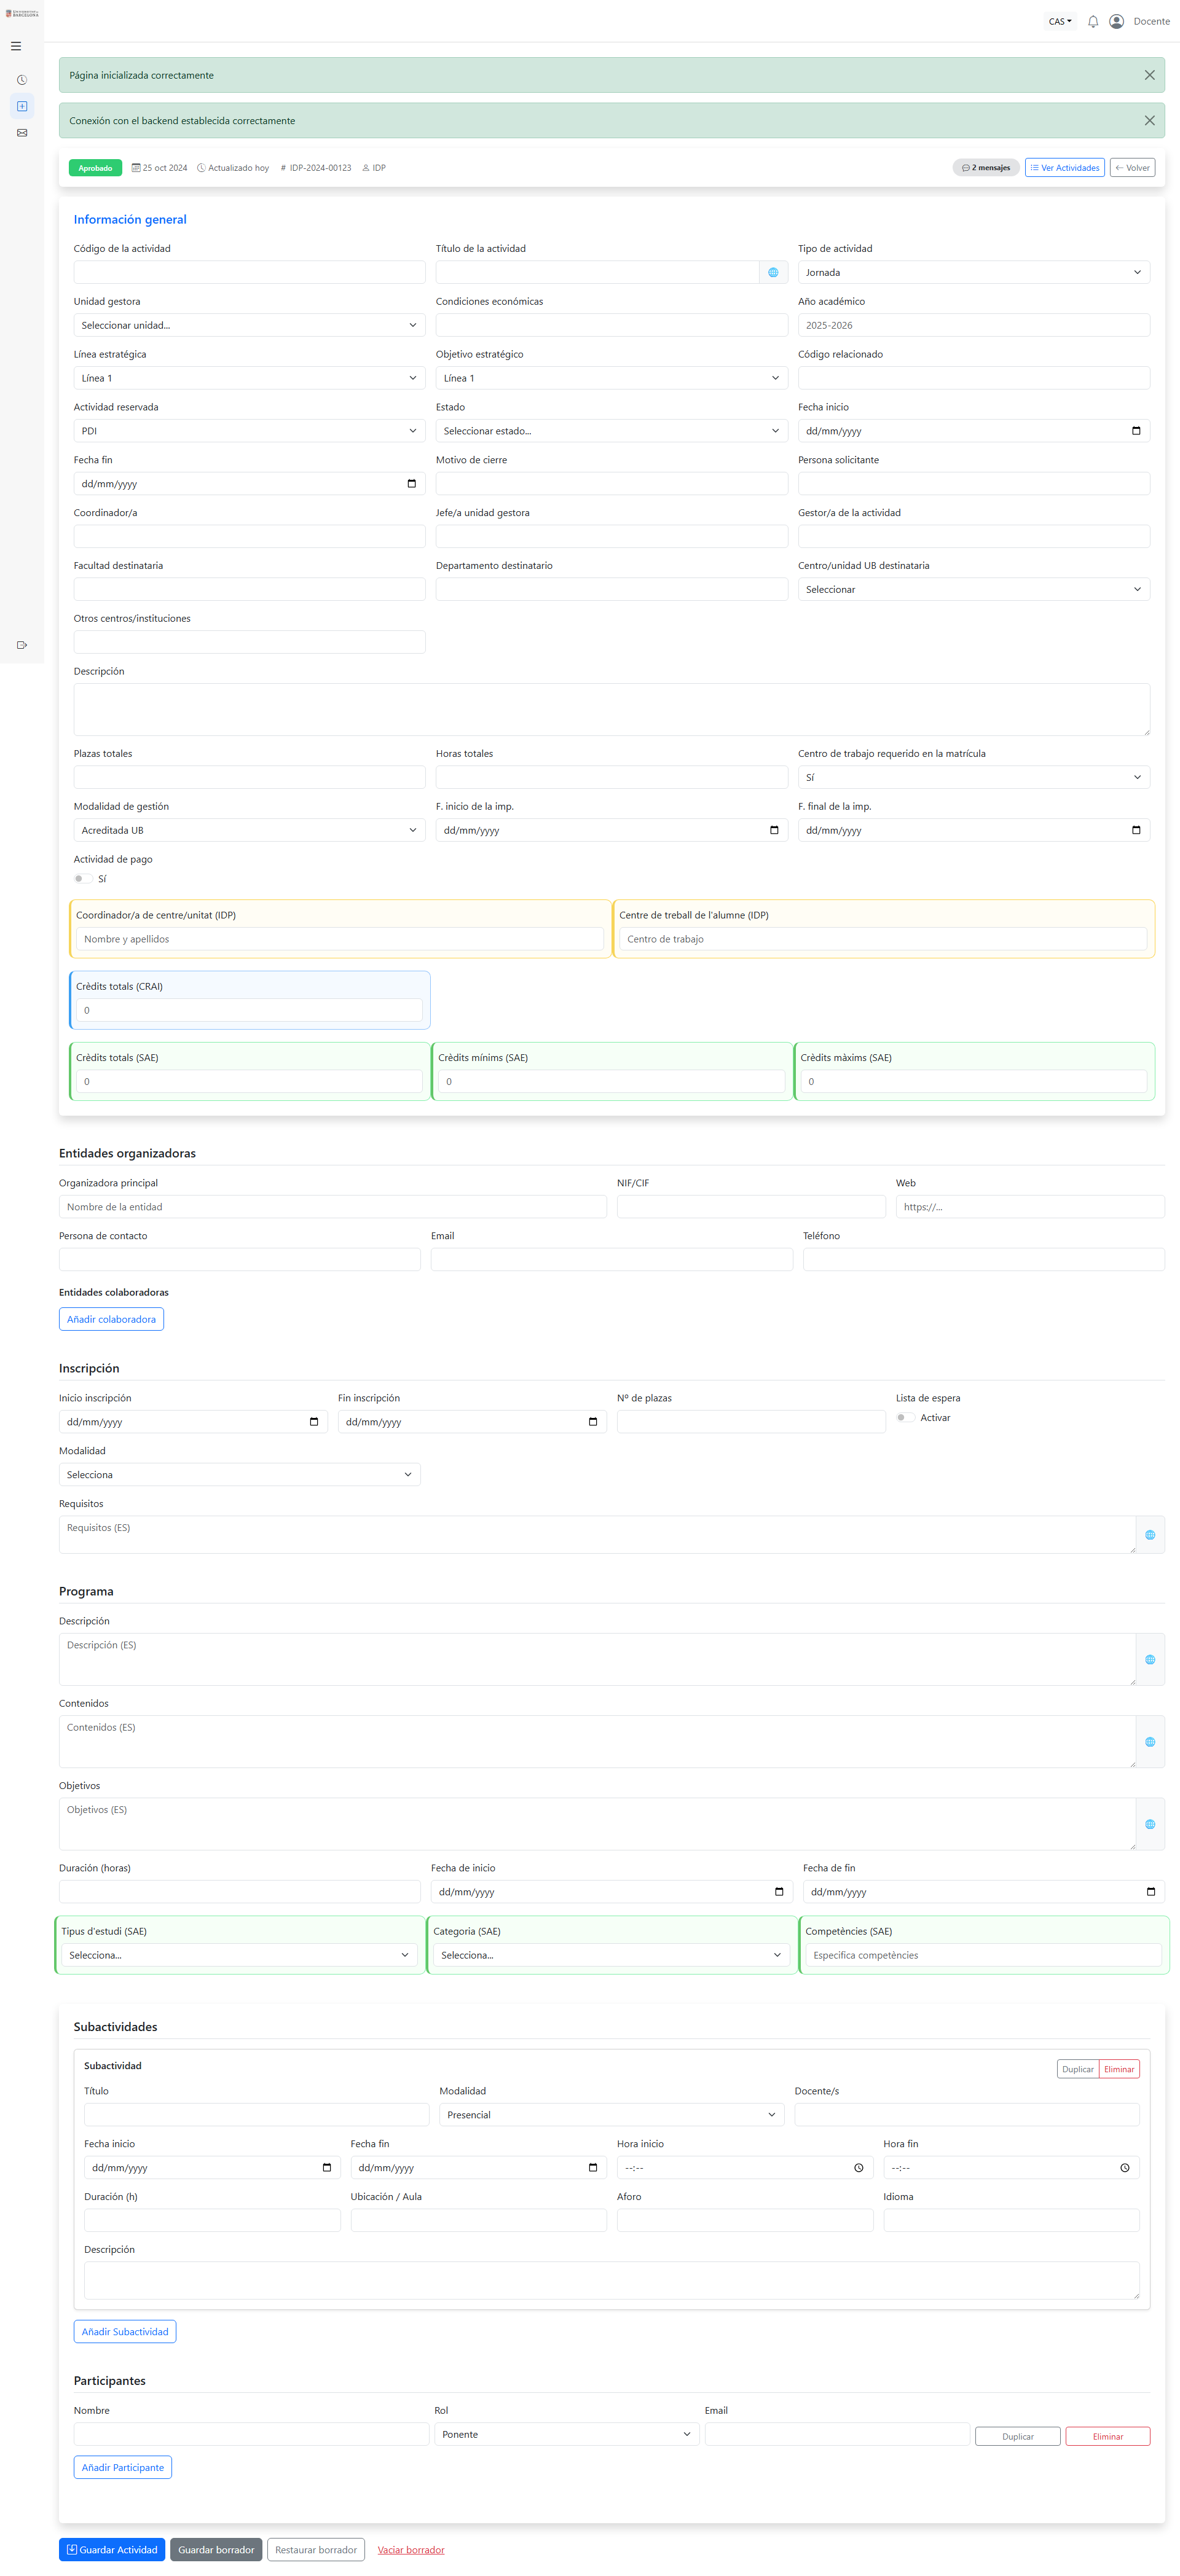 UNIVERSITAT DE
BARCELONA
CAS
Docente
Página inicializada correctamente
Conexión con el backend establecida correctamente
Aprobado 25 oct 2024 Actualizado hoy # IDP-2024-00123 IDP 2 mensajes Ver Actividades Volver
Información general
Código de la actividad Título de la actividad Tipo de actividad
Jornada
Unidad gestora Condiciones económicas Año académico
Seleccionar unidad... 2025-2026
Línea estratégica Objetivo estratégico Código relacionado
Línea 1 Línea 1
Actividad reservada Estado Fecha inicio
PDI Seleccionar estado... dd/mm/yyyy
Fecha fin Motivo de cierre Persona solicitante
dd/mm/yyyy
Coordinador/a Jefe/a unidad gestora Gestor/a de la actividad
Facultad destinataria Departamento destinatario Centro/unidad UB destinataria
Seleccionar
Otros centros/instituciones
Descripción
Plazas totales Horas totales Centro de trabajo requerido en la matrícula
Sí
Modalidad de gestión F. inicio de la imp. F. final de la imp.
Acreditada UB dd/mm/yyyy dd/mm/yyyy
Actividad de pago
Sí
Coordinador/a de centre/unitat (IDP) Centre de treball de l'alumne (IDP)
Nombre y apellidos Centro de trabajo
Crèdits totals (CRAI)
0
Crèdits totals (SAE) Crèdits mínims (SAE) Crèdits màxims (SAE)
0 0 0
Entidades organizadoras
Organizadora principal NIF/CIF Web
Nombre de la entidad https://...
Persona de contacto Email Teléfono
Entidades colaboradoras
Añadir colaboradora
Inscripción
Inicio inscripción Fin inscripción Nº de plazas Lista de espera
dd/mm/yyyy dd/mm/yyyy Activar
Modalidad
Selecciona
Requisitos
Requisitos (ES)
Programa
Descripción
Descripción (ES)
Contenidos
Contenidos (ES)
Objetivos
Objetivos (ES)
Duración (horas) Fecha de inicio Fecha de fin
dd/mm/yyyy dd/mm/yyyy
Tipus d'estudi (SAE) Categoria (SAE) Competències (SAE)
Selecciona... Selecciona... Especifica competències
Subactividades
Subactividad Duplicar Eliminar
Título Modalidad Docente/s
Presencial
Fecha inicio Fecha fin Hora inicio Hora fin
dd/mm/yyyy dd/mm/yyyy --:-- --:--
Duración (h) Ubicación / Aula Aforo Idioma
Descripción
Añadir Subactividad
Participantes
Nombre Rol Email
Ponente Duplicar Eliminar
Añadir Participante
Guardar Actividad Guardar borrador Restaurar borrador Vaciar borrador